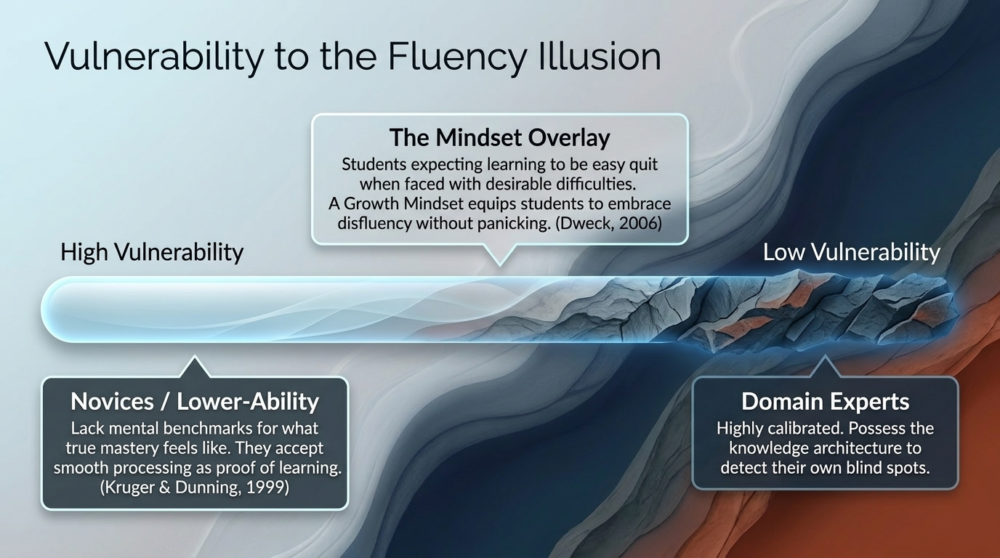 Vulnerability to the Fluency Illusion
The Mindset Overlay
Students expecting learning to be easy quit
when faced with desirable difficulties.
A Growth Mindset equips students to embrace
disfluency without panicking. (Dweck, 2006)
High Vulnerability
Low Vulnerability
Novices / Lower-Ability
Lack mental benchmarks for what
true mastery feels like. They accept
smooth processing as proof of learning.
(Kruger & Dunning, 1999)
Domain Experts
Highly calibrated. Possess the
knowledge architecture to
detect their own blind spots.